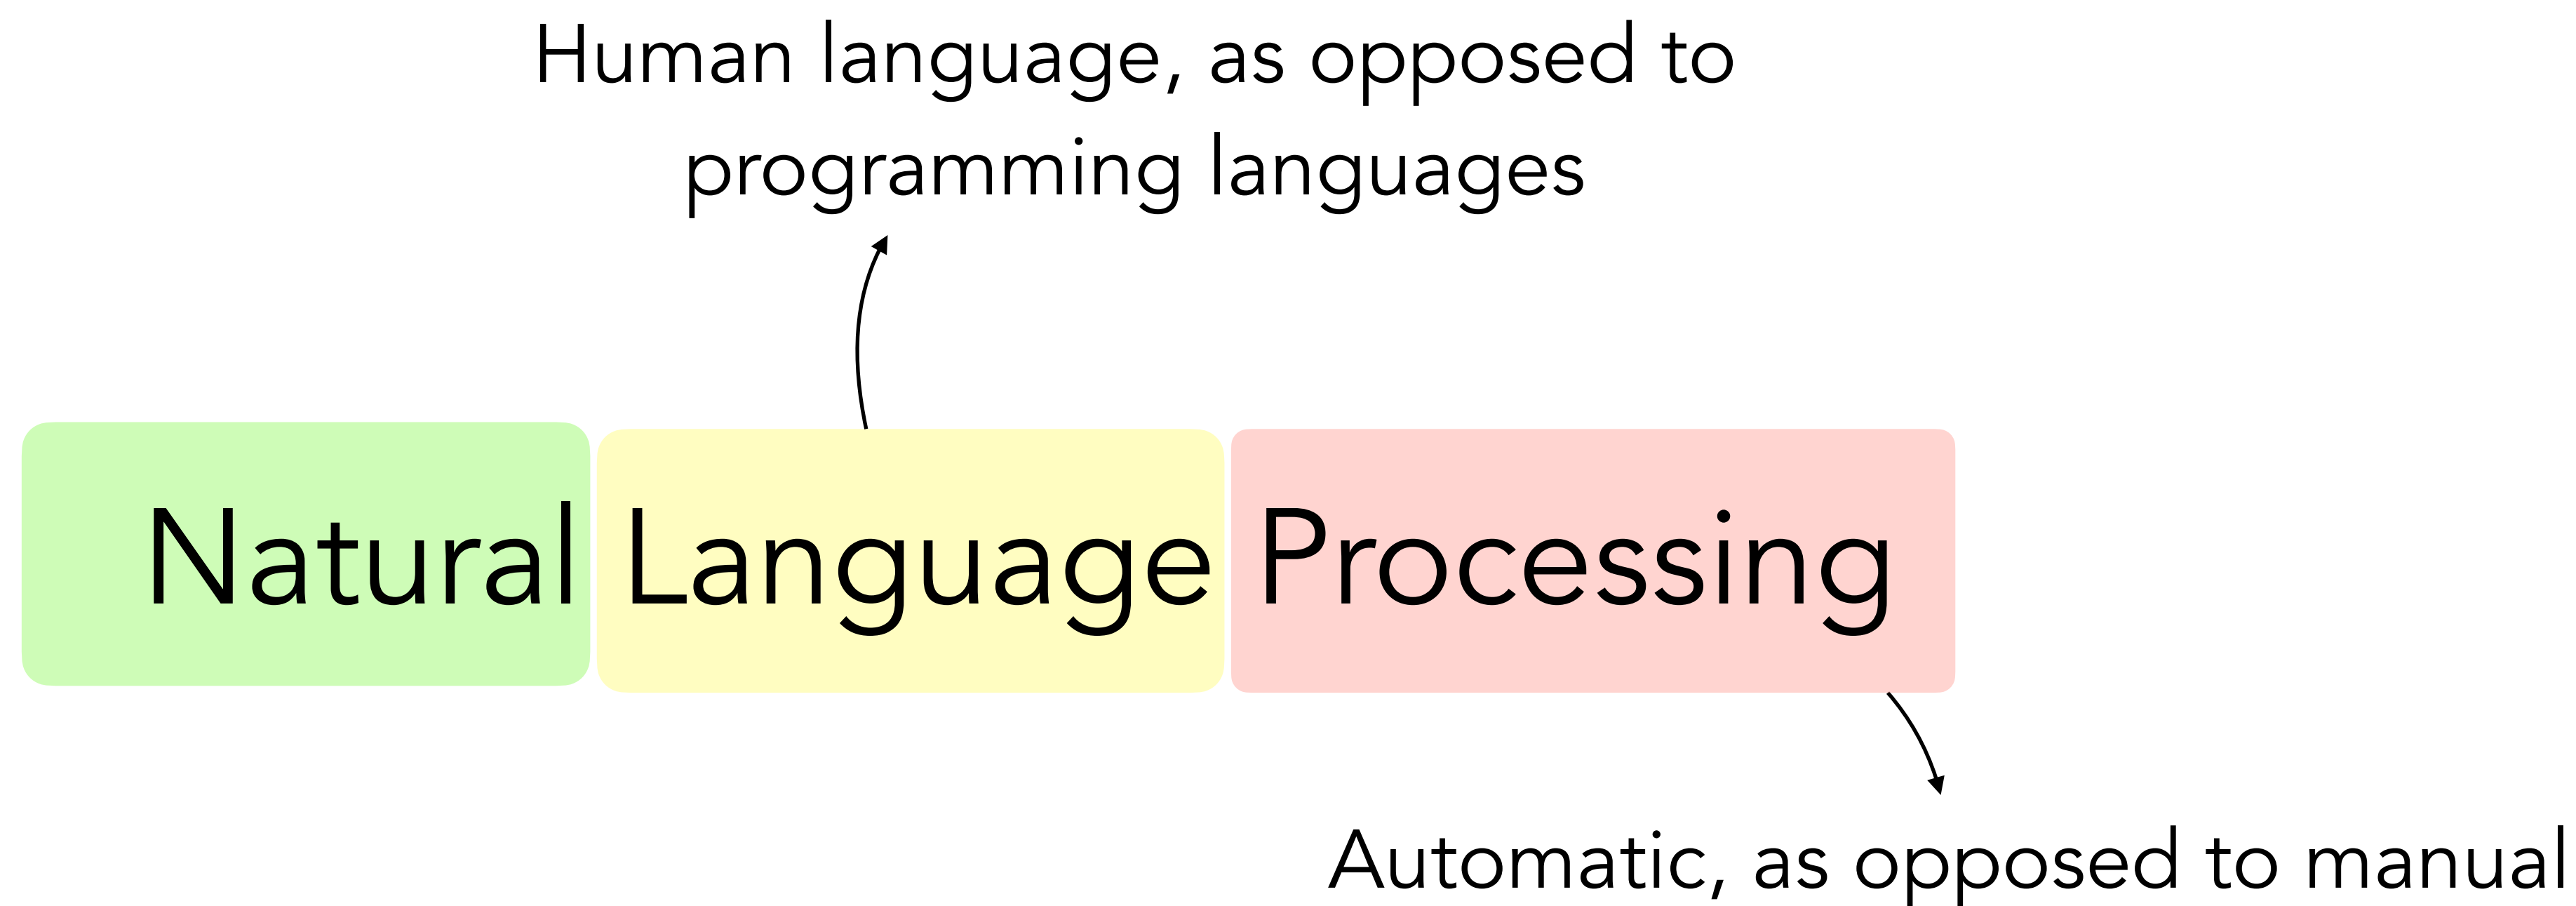 Human language, as opposed to
programming languages
Natural Language Processing
Automatic, as opposed to manual